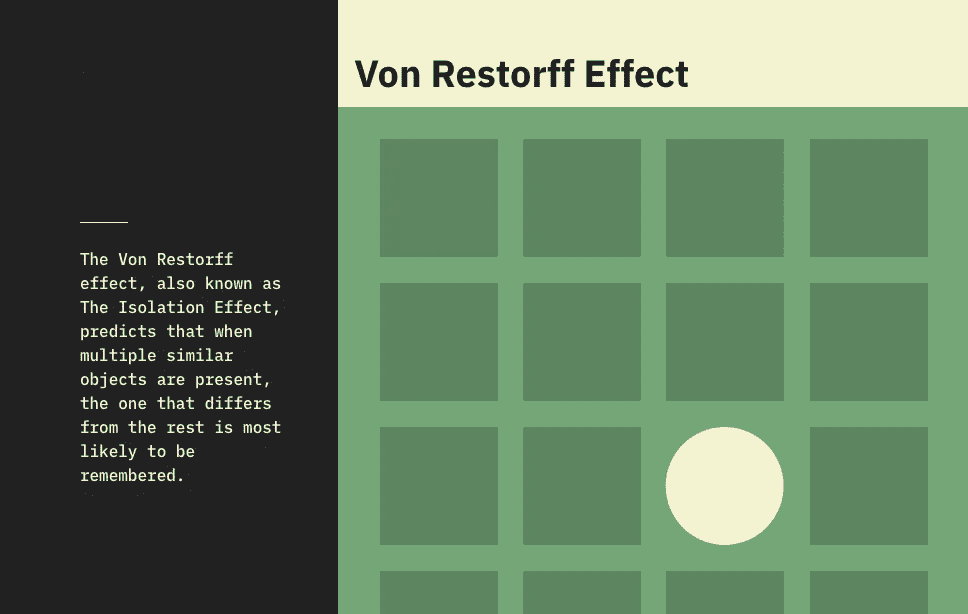 Von Restorff Effect
The Von Restorff
effect, also known as
The Isolation Effect,
predicts that when
multiple similar
objects are present,
the one that differs
from the rest is most
likely to be
remembered.